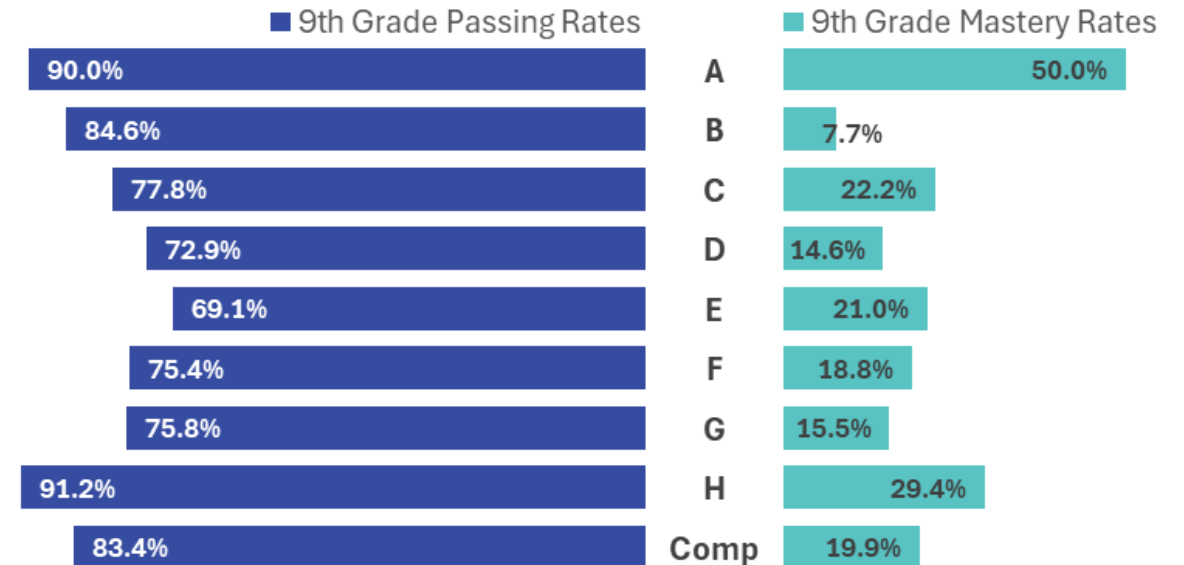 9th Grade Passing Rates 9th Grade Mastery Rates
90.0% A 50.0%
84.6% B 7.7%
77.8% C 22.2%
72.9% D 14.6%
69.1% E 21.0%
75.4% F 18.8%
75.8% G 15.5%
91.2% H 29.4%
83.4% Comp 19.9%